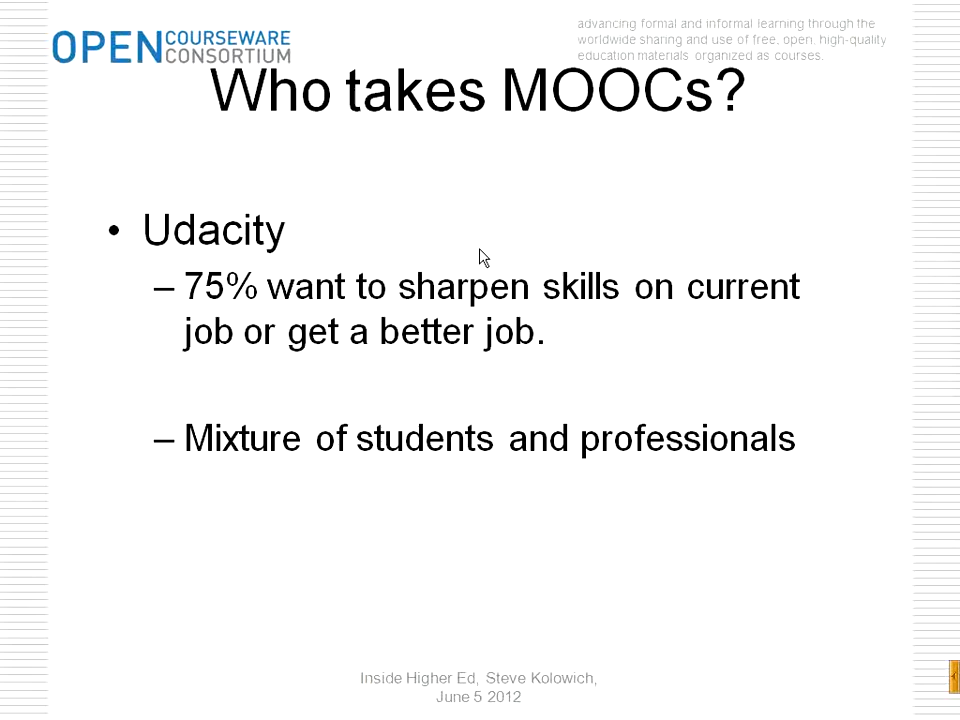 OPEN COURSEWARE CONSORTIUM
advancing formal and informal learning through the
worldwide sharing and use of free, open, high-quality
education materials organized as courses.
Who takes MOOCs?
• Udacity
– 75% want to sharpen skills on current
job or get a better job.
– Mixture of students and professionals
Inside Higher Ed, Steve Kolowich,
June 5 2012